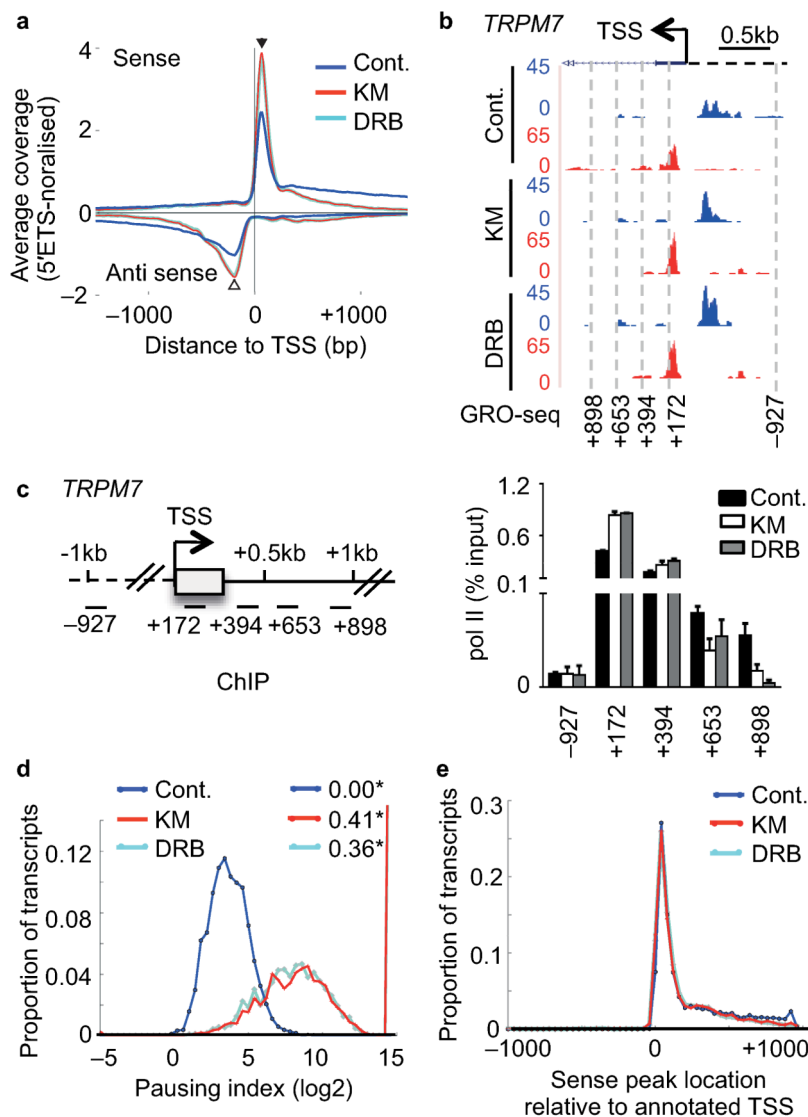 a
Sense
Cont.
KM
DRB
Average coverage
(5'ETS-noralised)
4
2
0
−2
Anti sense
−1000
0
+1000
Distance to TSS (bp)
b
TRPM7
TSS
0.5kb
Cont.
45
0
65
0
KM
45
0
65
0
DRB
45
0
65
0
GRO-seq
+898
+653
+394
+172
−927
c
TRPM7
TSS
-1kb
+0.5kb
+1kb
−927
+172
+394
+653
+898
ChIP
pol II (% input)
1.2
0.6
0.1
0
Cont.
KM
DRB
−927
+172
+394
+653
+898
d
Cont.
0.00*
KM
0.41*
DRB
0.36*
Proportion of transcripts
0.12
0.08
0.04
0
−5
0
5
10
15
Pausing index (log2)
e
Cont.
KM
DRB
Proportion of transcripts
0.3
0.2
0.1
0
−1000
0
+1000
Sense peak location
relative to annotated TSS